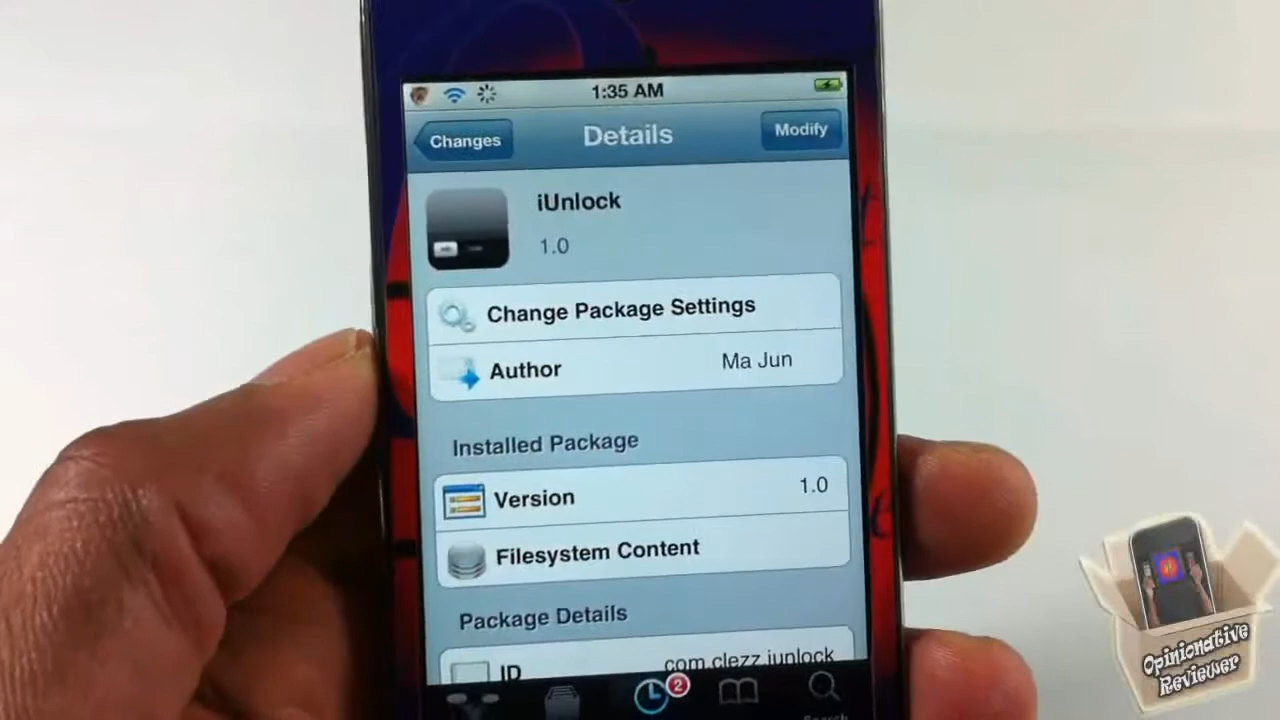 1:35 AM
Changes
Details
Modify
iUnlock
1.0
Change Package Settings
Author
Ma Jun
Installed Package
Version
1.0
Filesystem Content
Package Details
ID
com.clezz.iunlock
2
Opinionative
Reviewer